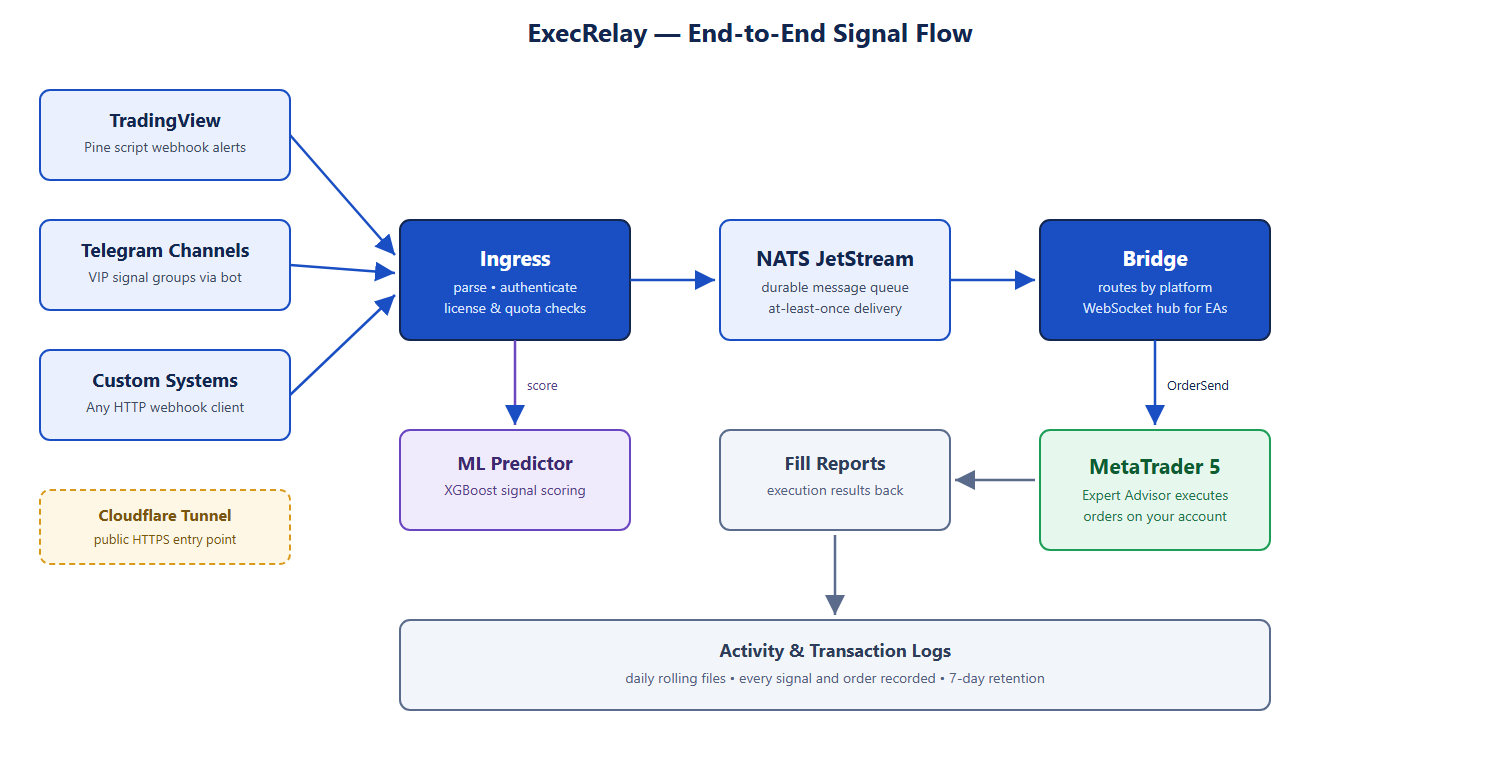 ExecRelay — End-to-End Signal Flow
TradingView
Pine script webhook alerts
Telegram Channels
VIP signal groups via bot
Custom Systems
Any HTTP webhook client
Cloudflare Tunnel
public HTTPS entry point
Ingress
parse • authenticate
license & quota checks
NATS JetStream
durable message queue
at-least-once delivery
Bridge
routes by platform
WebSocket hub for EAs
score
OrderSend
ML Predictor
XGBoost signal scoring
Fill Reports
execution results back
MetaTrader 5
Expert Advisor executes
orders on your account
Activity & Transaction Logs
daily rolling files • every signal and order recorded • 7-day retention